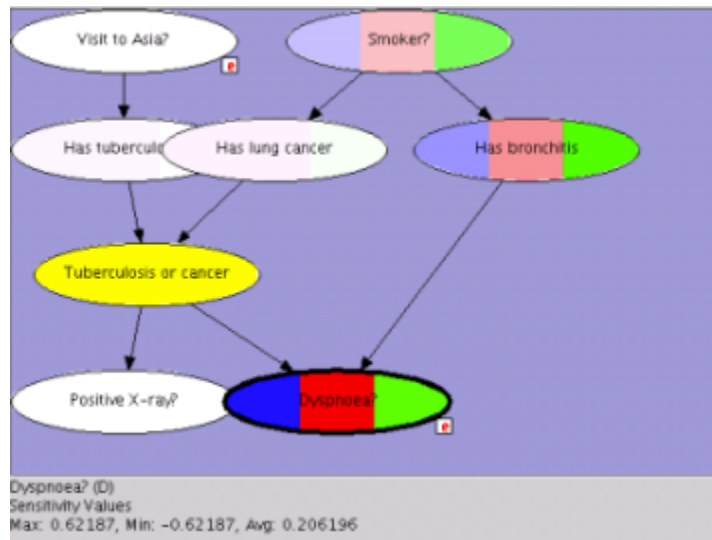 Visit to Asia?
Smoker?
e
Has tuberculo
Has lung cancer
Has bronchitis
Tuberculosis or cancer
Positive X-ray?
Dyspnoea?
e
Dyspnoea? (D)
Sensitivity Values
Max: 0.62187, Min: -0.62187, Avg: 0.206196